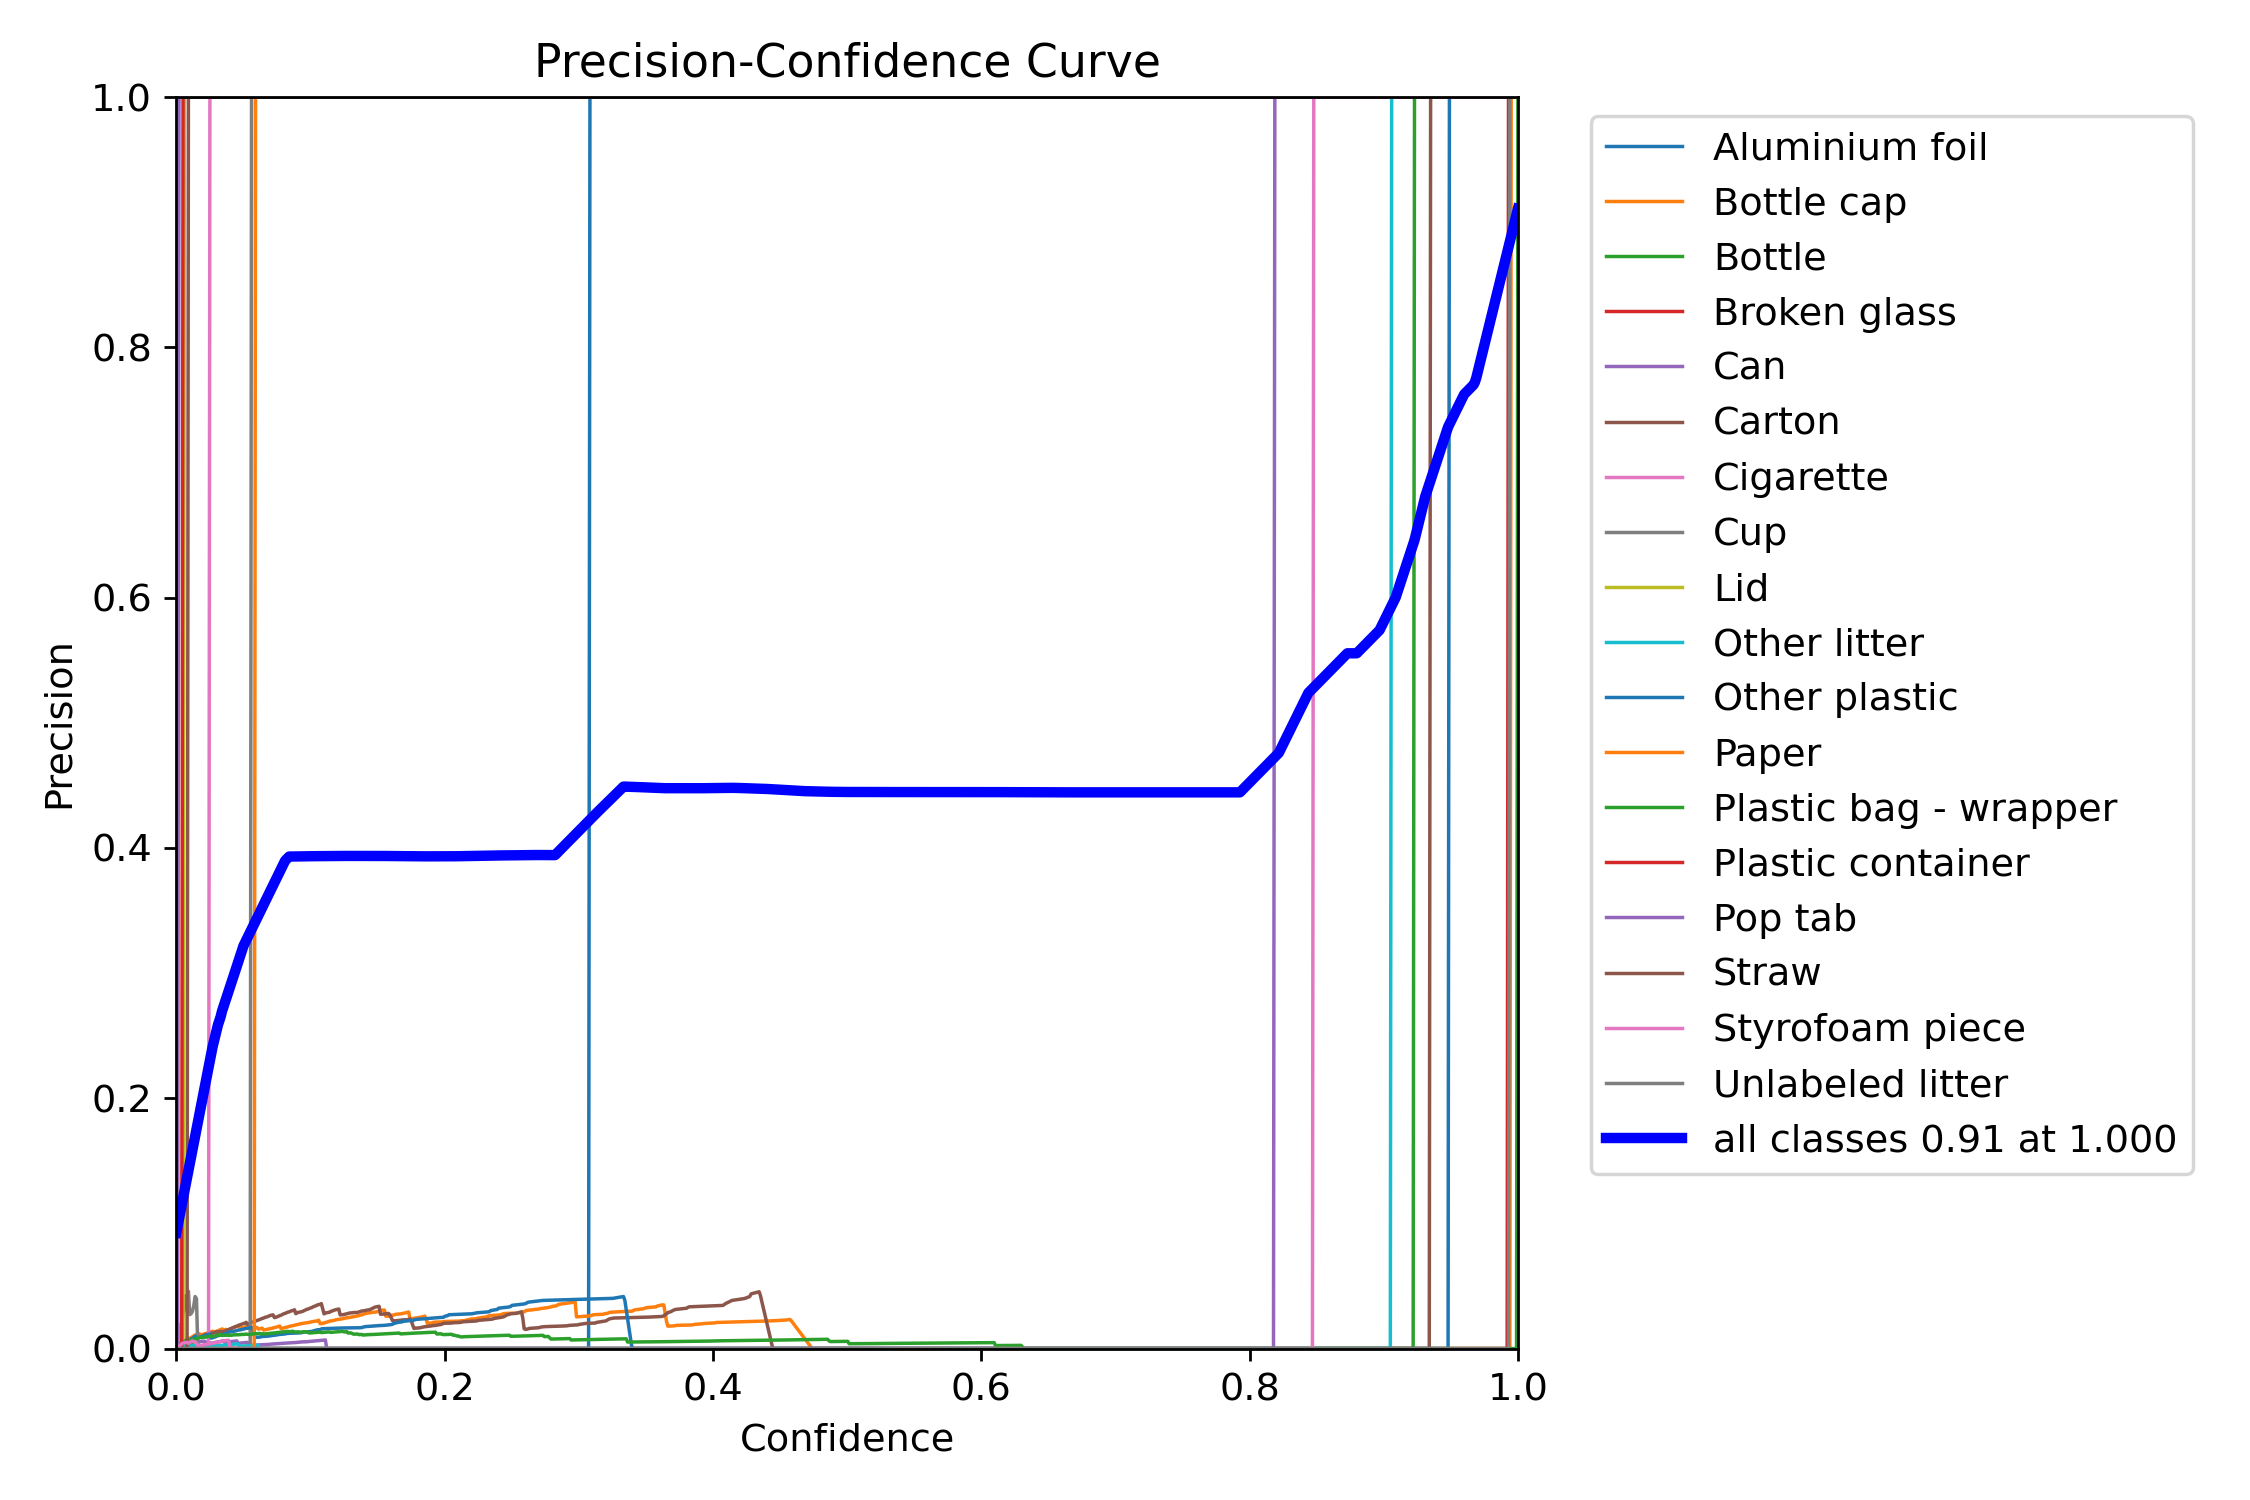 Precision-Confidence Curve
1.0
0.8
0.6
0.4
0.2
0.0
Precision
0.0 0.2 0.4 0.6 0.8 1.0
Confidence
Aluminium foil
Bottle cap
Bottle
Broken glass
Can
Carton
Cigarette
Cup
Lid
Other litter
Other plastic
Paper
Plastic bag - wrapper
Plastic container
Pop tab
Straw
Styrofoam piece
Unlabeled litter
all classes 0.91 at 1.000